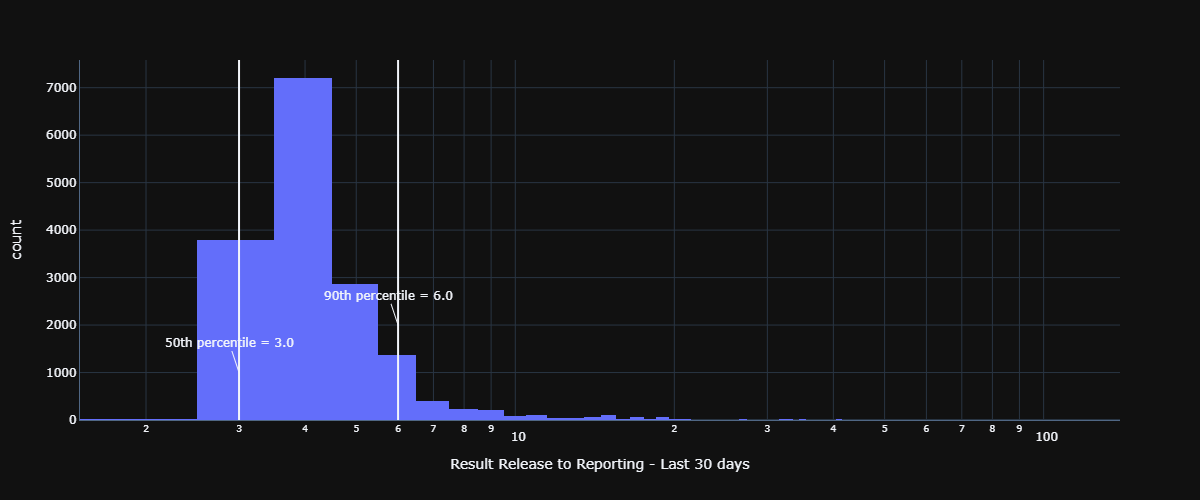 7000
6000
5000
4000
3000
2000
1000
0
count
90th percentile = 6.0
50th percentile = 3.0
2 3 4 5 6 7 8 9 10 2 3 4 5 6 7 8 9 100
Result Release to Reporting - Last 30 days